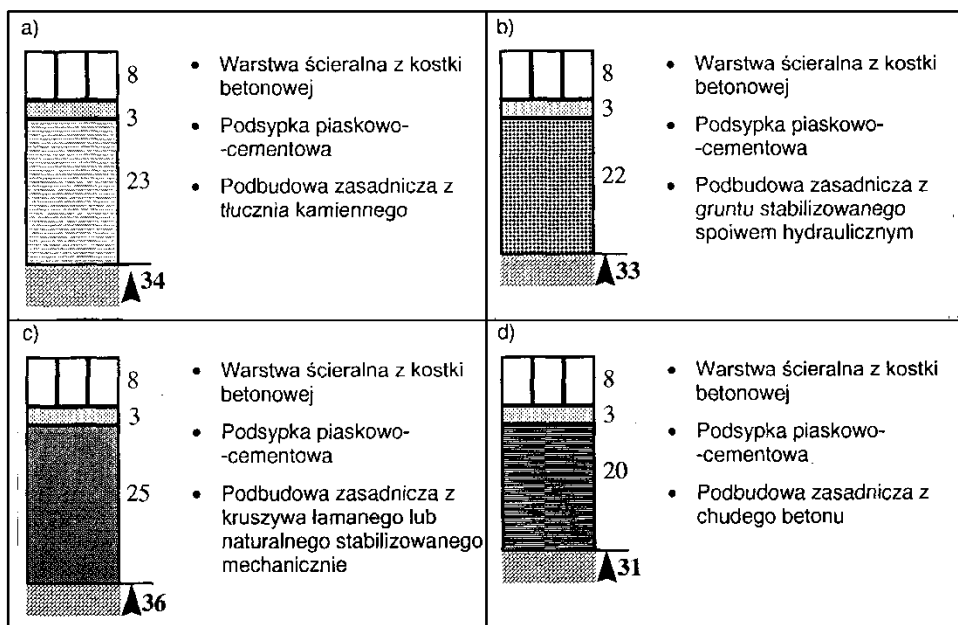 a)
8
3
23
34
• Warstwa ścieralna z kostki
betonowej
• Podsypka piaskowo-
-cementowa
• Podbudowa zasadnicza z
tłucznia kamiennego
b)
8
3
22
33
• Warstwa ścieralna z kostki
betonowej
• Podsypka piaskowo-
-cementowa
• Podbudowa zasadnicza z
gruntu stabilizowanego
spoiwem hydraulicznym
c)
8
3
25
36
• Warstwa ścieralna z kostki
betonowej
• Podsypka piaskowo-
-cementowa
• Podbudowa zasadnicza z
kruszywa łamanego lub
naturalnego stabilizowanego
mechanicznie
d)
8
3
20
31
• Warstwa ścieralna z kostki
betonowej
• Podsypka piaskowo-
-cementowa
• Podbudowa zasadnicza z
chudego betonu